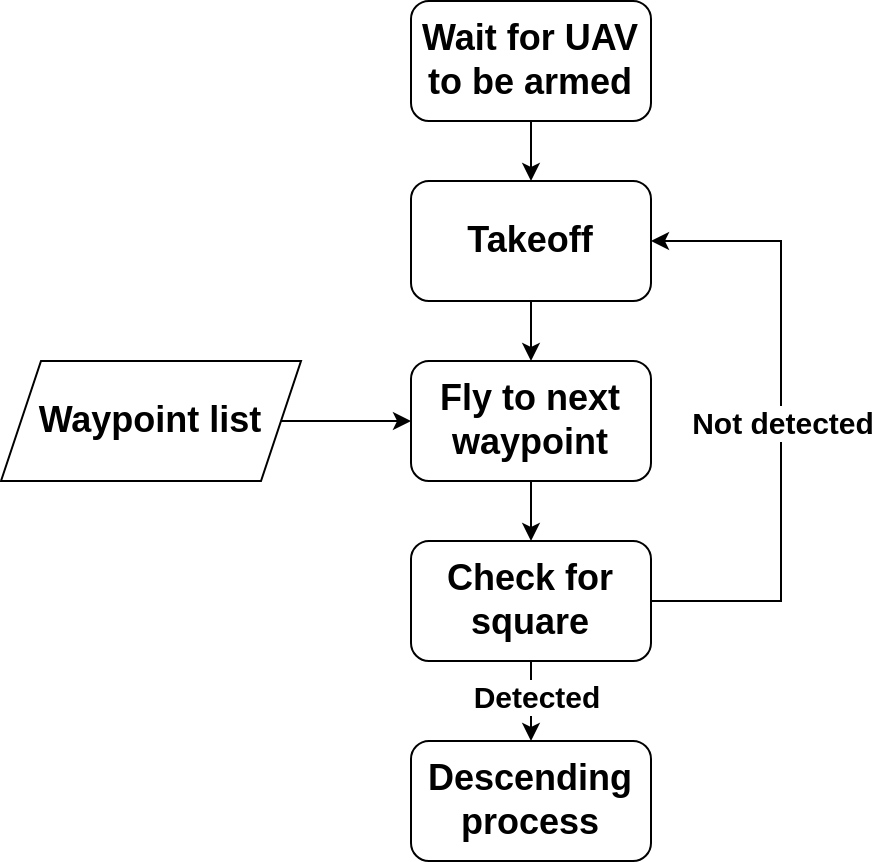 Wait for UAV
to be armed
Takeoff
Waypoint list
Fly to next
waypoint
Not detected
Check for
square
Detected
Descending
process